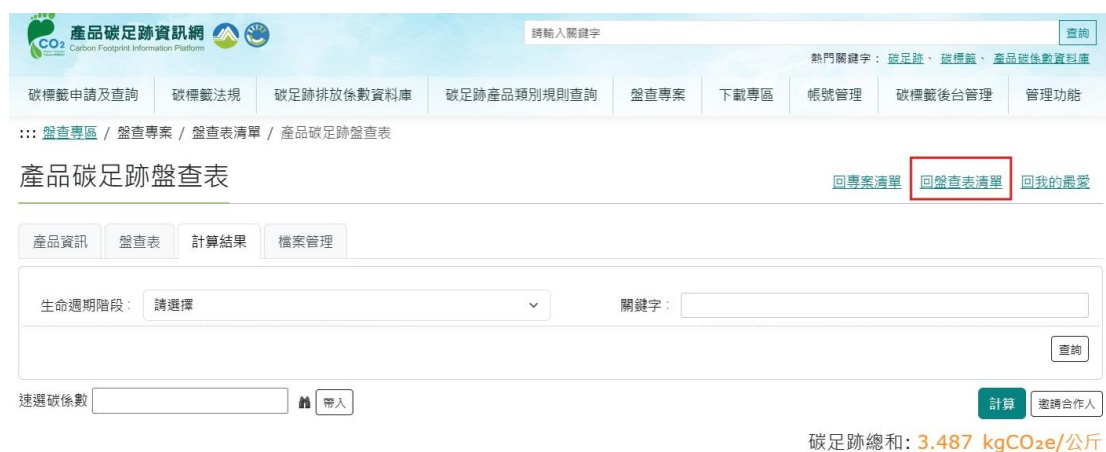 CO₂
產品碳足跡資訊網
Carbon Footprint Information Platform
請輸入關鍵字
查詢
熱門關鍵字： 碳足跡、 碳標籤、 產品碳係數資料庫
碳標籤申請及查詢 碳標籤法規 碳足跡排放係數資料庫 碳足跡產品類別規則查詢 盤查專案 下載專區 帳號管理 碳標籤後台管理 管理功能
::: 盤查專區 / 盤查專案 / 盤查表清單 / 產品碳足跡盤查表
產品碳足跡盤查表
回專案清單 回盤查表清單 回我的最愛
產品資訊 盤查表 計算結果 檔案管理
生命週期階段： 請選擇 關鍵字：
查詢
速選碳係數 帶入 計算 邀請合作人
碳足跡總和: 3.487 kgCO₂e/公斤